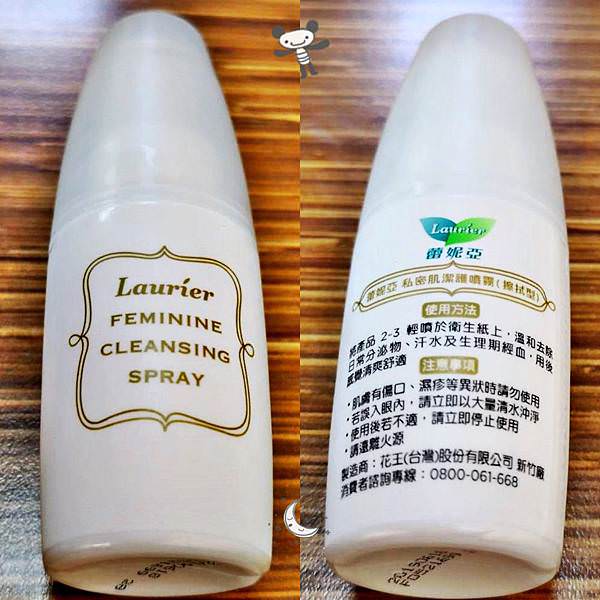 Laurier
FEMININE
CLEANSING
SPRAY
Laurier
蕾妮亞
蕾妮亞 私密肌潔護噴霧(擦拭型)
使用方法
將產品 2-3 輕噴於衛生紙上，溫和去除
日常分泌物、汗水及生理期經血，用後
感覺清爽舒適
注意事項
•肌膚有傷口、濕疹等異狀時請勿使用
•若誤入眼內，請立即以大量清水沖淨
•使用後若不適，請立即停止使用
•請遠離火源
製造商：花王(台灣)股份有限公司 新竹廠
消費者諮詢專線：0800-061-668